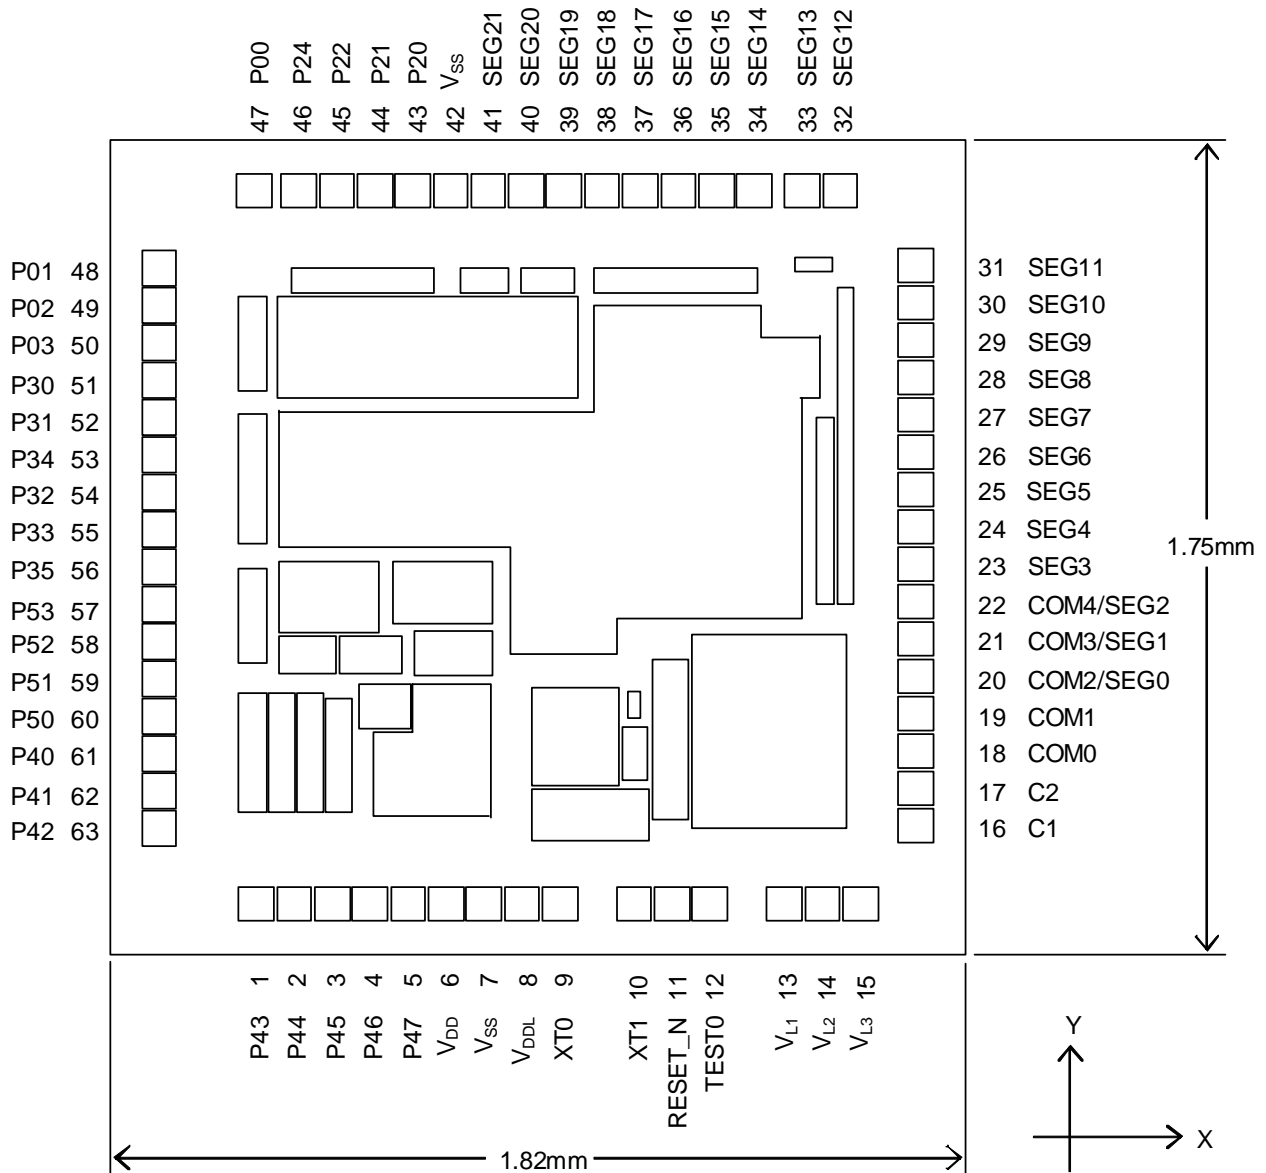 47 P00
46 P24
45 P22
44 P21
43 P20
42 VSS
41 SEG21
40 SEG20
39 SEG19
38 SEG18
37 SEG17
36 SEG16
35 SEG15
34 SEG14
33 SEG13
32 SEG12
P01 48
P02 49
P03 50
P30 51
P31 52
P34 53
P32 54
P33 55
P35 56
P53 57
P52 58
P51 59
P50 60
P40 61
P41 62
P42 63
31 SEG11
30 SEG10
29 SEG9
28 SEG8
27 SEG7
26 SEG6
25 SEG5
24 SEG4
23 SEG3
22 COM4/SEG2
21 COM3/SEG1
20 COM2/SEG0
19 COM1
18 COM0
17 C2
16 C1
1.75mm
P43 1
P44 2
P45 3
P46 4
P47 5
VDD 6
VSS 7
VDDL 8
XT0 9
XT1 10
RESET_N 11
TEST0 12
VL1 13
VL2 14
VL3 15
Y
X
1.82mm